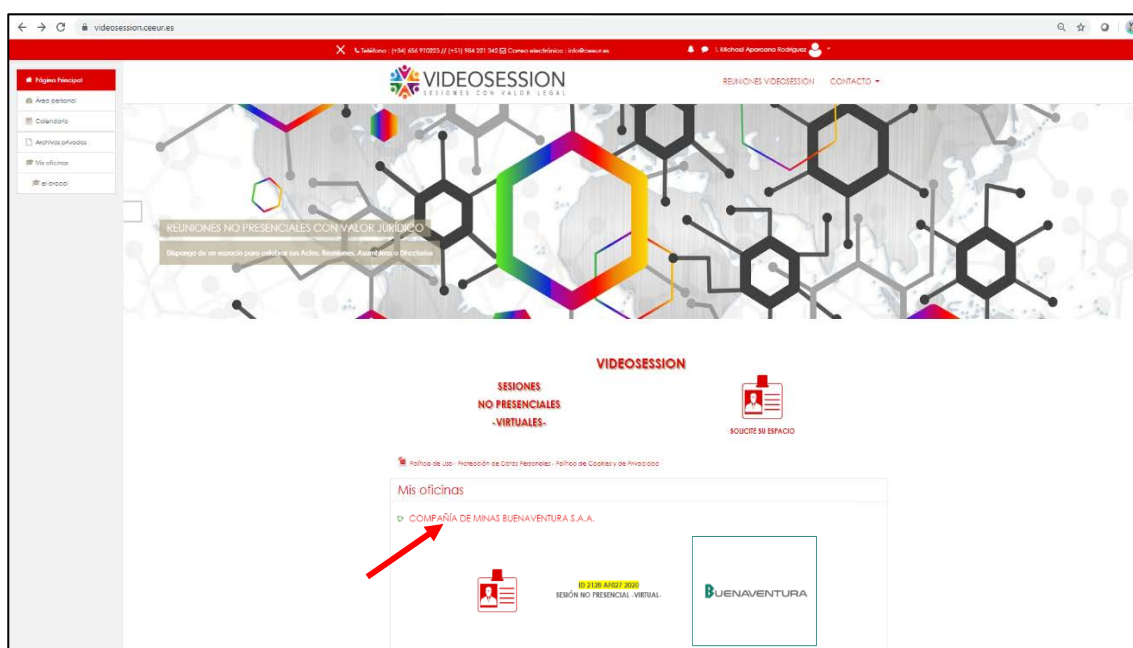 videosession.ceeur.es
Teléfono : (+34) 656 910223 // (+51) 984 221 342 Correo electrónico : info@ceeur.es
Michael Aparcana Rodriguez
Página Principal
Área personal
Calendario
Archivos privados
Mis oficinas
VIDEOSESSION
SESIONES CON VALOR LEGAL
REUNIONES VIDEOSESSION
CONTACTO
REUNIONES NO PRESENCIALES CON VALOR JURÍDICO
Disponga de un espacio para celebrar sus Actos, Reuniones, Asambleas o Directorios
VIDEOSESSION
SESIONES
NO PRESENCIALES
-VIRTUALES-
SOLICITE SU ESPACIO
Política de Uso - Protección de Datos Personales - Política de Cookies y de Privacidad
Mis oficinas
COMPAÑÍA DE MINAS BUENAVENTURA S.A.A.
ID 2128 AF027 2020
SESIÓN NO PRESENCIAL -VIRTUAL-
BUENAVENTURA